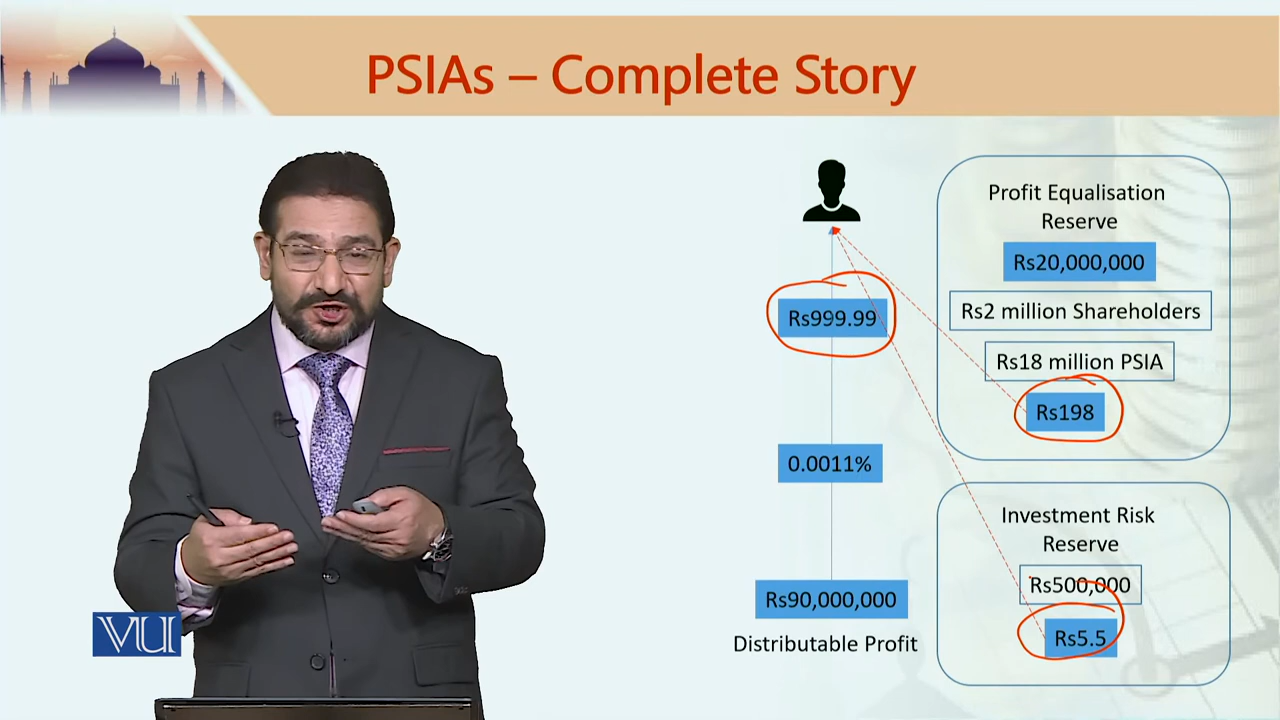 PSIAs – Complete Story
Rs999.99
0.0011%
Rs90,000,000
Distributable Profit
Profit Equalisation
Reserve
Rs20,000,000
Rs2 million Shareholders
Rs18 million PSIA
Rs198
Investment Risk
Reserve
Rs500,000
Rs5.5
VU